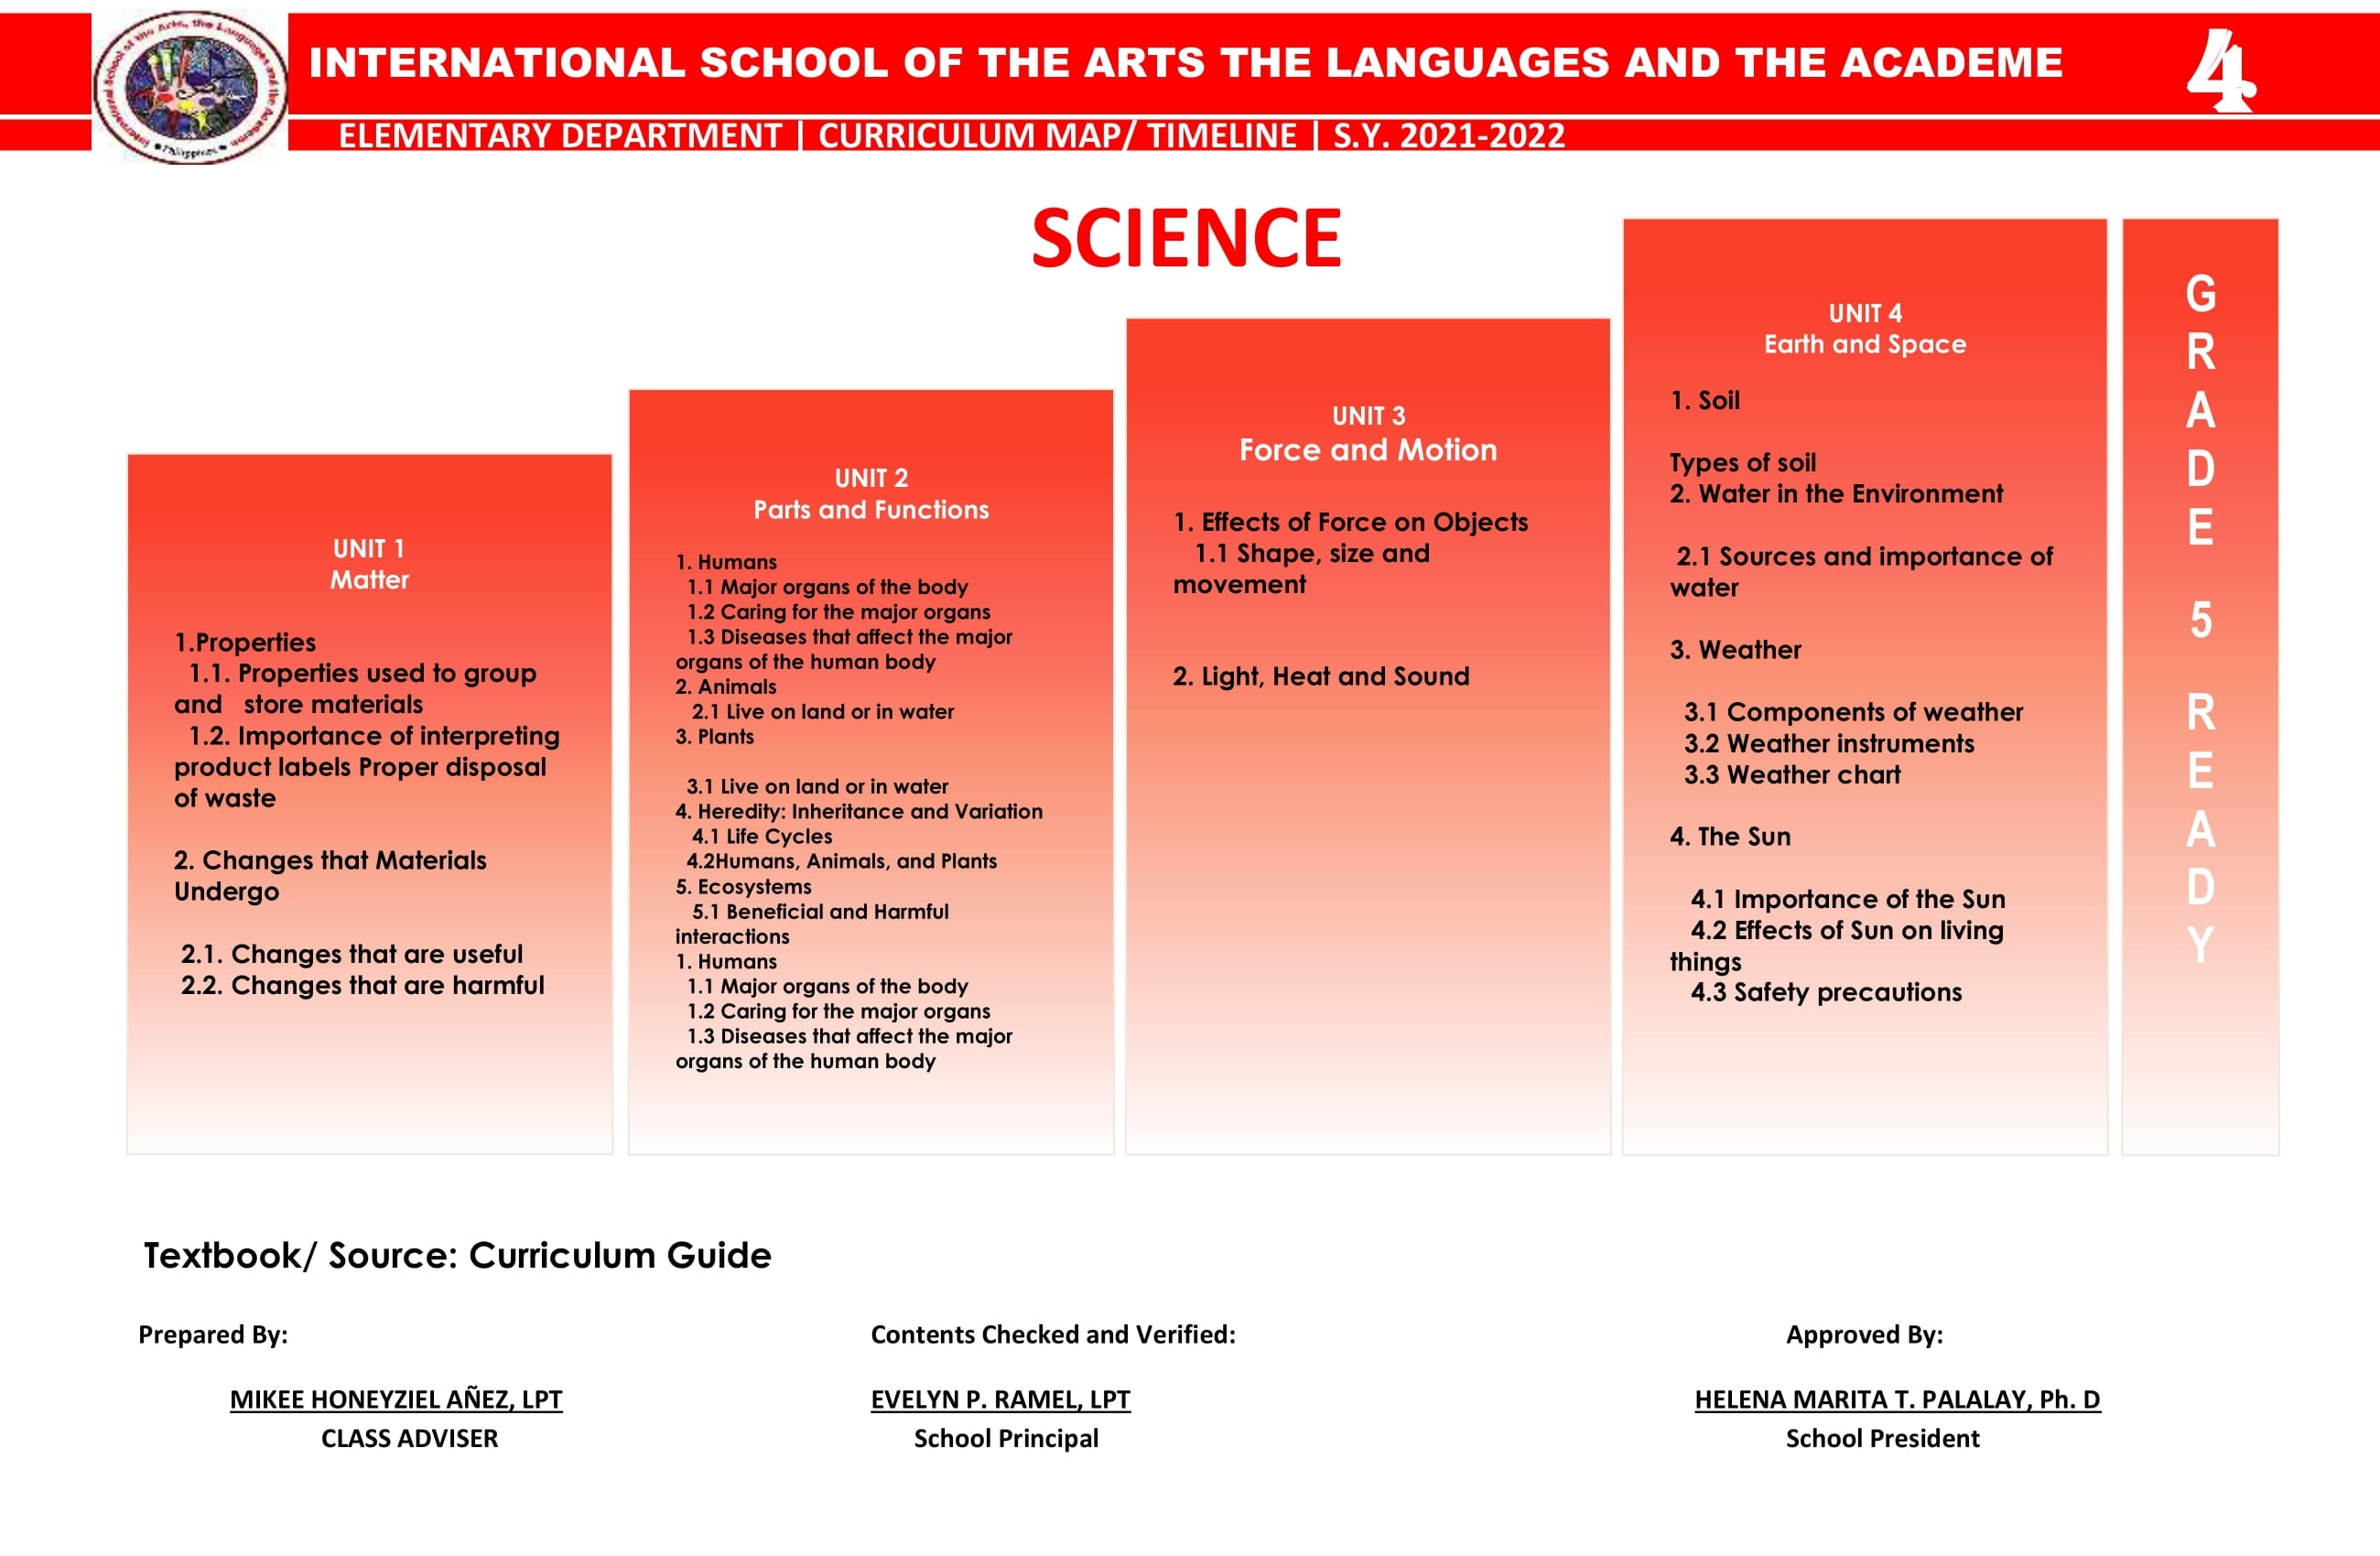 INTERNATIONAL SCHOOL OF THE ARTS THE LANGUAGES AND THE ACADEME
4
ELEMENTARY DEPARTMENT | CURRICULUM MAP/ TIMELINE | S.Y. 2021-2022
International School of the Arts, the Languages and the Academe
Philippines
SCIENCE
UNIT 1
Matter
1.Properties
1.1. Properties used to group
and store materials
1.2. Importance of interpreting
product labels Proper disposal
of waste
2. Changes that Materials
Undergo
2.1. Changes that are useful
2.2. Changes that are harmful
UNIT 2
Parts and Functions
1. Humans
1.1 Major organs of the body
1.2 Caring for the major organs
1.3 Diseases that affect the major
organs of the human body
2. Animals
2.1 Live on land or in water
3. Plants
3.1 Live on land or in water
4. Heredity: Inheritance and Variation
4.1 Life Cycles
4.2Humans, Animals, and Plants
5. Ecosystems
5.1 Beneficial and Harmful
interactions
1. Humans
1.1 Major organs of the body
1.2 Caring for the major organs
1.3 Diseases that affect the major
organs of the human body
UNIT 3
Force and Motion
1. Effects of Force on Objects
1.1 Shape, size and
movement
2. Light, Heat and Sound
UNIT 4
Earth and Space
1. Soil
Types of soil
2. Water in the Environment
2.1 Sources and importance of
water
3. Weather
3.1 Components of weather
3.2 Weather instruments
3.3 Weather chart
4. The Sun
4.1 Importance of the Sun
4.2 Effects of Sun on living
things
4.3 Safety precautions
G
R
A
D
E
5
R
E
A
D
Y
Textbook/ Source: Curriculum Guide
Prepared By:
Contents Checked and Verified:
Approved By:
MIKEE HONEYZIEL AÑEZ, LPT
EVELYN P. RAMEL, LPT
HELENA MARITA T. PALALAY, Ph. D
CLASS ADVISER
School Principal
School President